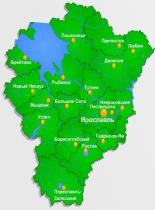 Пошехонье
Пречистое
Любим
Брейтово
Данилов
Рыбинск
Новый Некоуз
Тутаев
Мышкин
Большое Село
Некрасовское
Ярославль
Углич
Борисоглебский
Гаврилов-Ям
Ростов
Переславль-
Залесский